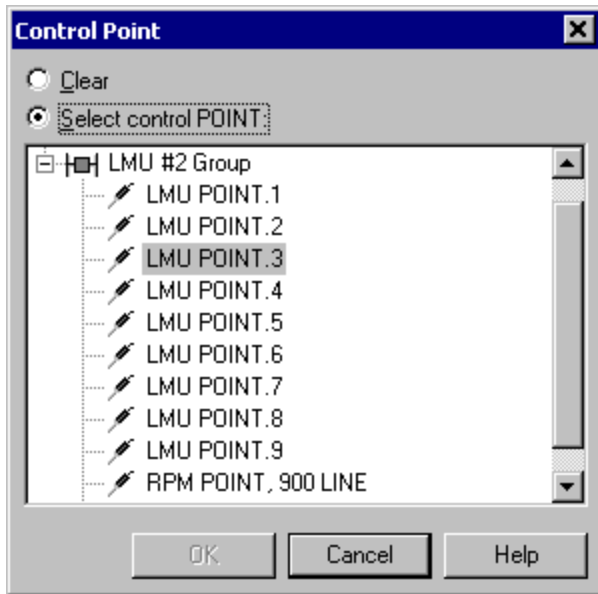 Control Point
Clear
Select control POINT:
LMU #2 Group
LMU POINT.1
LMU POINT.2
LMU POINT.3
LMU POINT.4
LMU POINT.5
LMU POINT.6
LMU POINT.7
LMU POINT.8
LMU POINT.9
RPM POINT, 900 LINE
OK Cancel Help